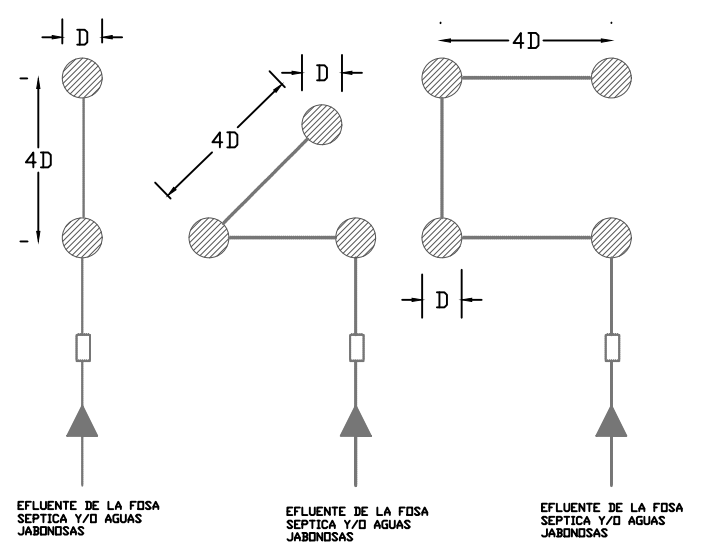 D
4D
EFLUENTE DE LA FOSA
SEPTICA Y/O AGUAS
JABONOSAS
D
4D
EFLUENTE DE LA FOSA
SEPTICA Y/O AGUAS
JABONOSAS
4D
D
EFLUENTE DE LA FOSA
SEPTICA Y/O AGUAS
JABONOSAS